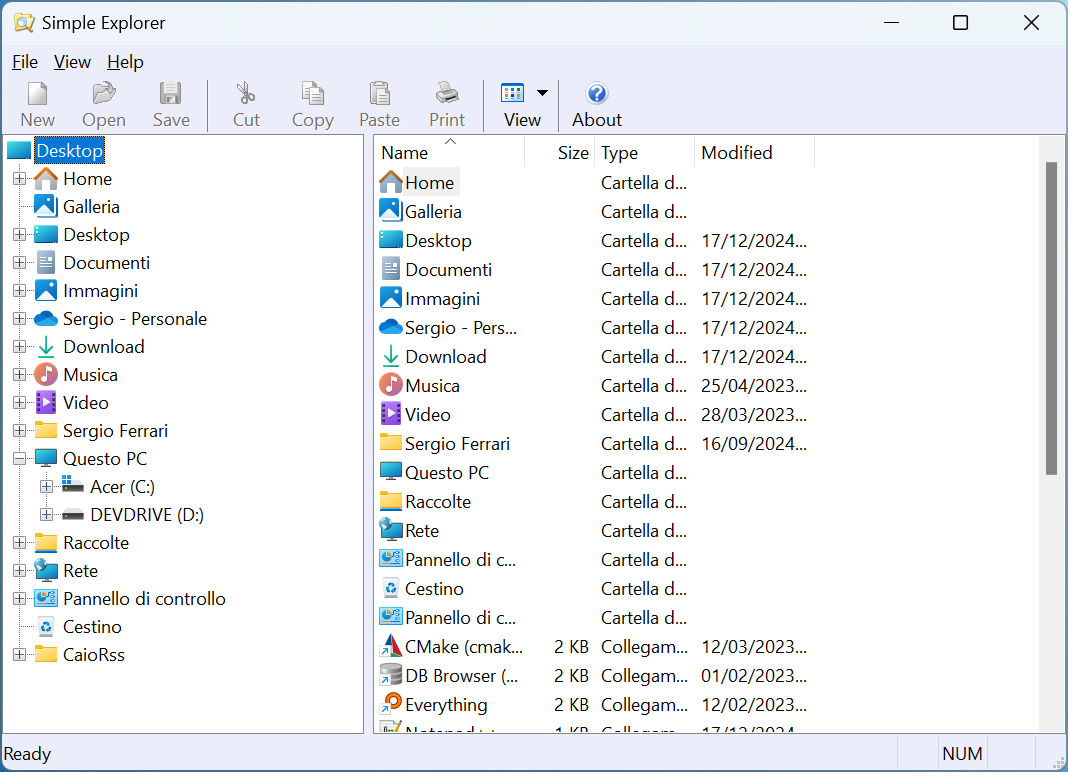 Simple Explorer
File View Help
New Open Save Cut Copy Paste Print View About
Desktop
Home
Galleria
Desktop
Documenti
Immagini
Sergio - Personale
Download
Musica
Video
Sergio Ferrari
Questo PC
Acer (C:)
DEVDRIVE (D:)
Raccolte
Rete
Pannello di controllo
Cestino
CaioRss
Name Size Type Modified
Home Cartella d...
Galleria Cartella d...
Desktop Cartella d... 17/12/2024...
Documenti Cartella d... 17/12/2024...
Immagini Cartella d... 17/12/2024...
Sergio - Pers... Cartella d... 17/12/2024...
Download Cartella d... 17/12/2024...
Musica Cartella d... 25/04/2023...
Video Cartella d... 28/03/2023...
Sergio Ferrari Cartella d... 16/09/2024...
Questo PC Cartella d...
Raccolte Cartella d...
Rete Cartella d...
Pannello di c... Cartella d...
Cestino Cartella d...
Pannello di c... Cartella d...
CMake (cmak... 2 KB Collegam... 12/03/2023...
DB Browser (... 2 KB Collegam... 01/02/2023...
Everything 2 KB Collegam... 12/02/2023...
Notepad++ 1 KB Collegam... 17/12/2024...
Ready NUM